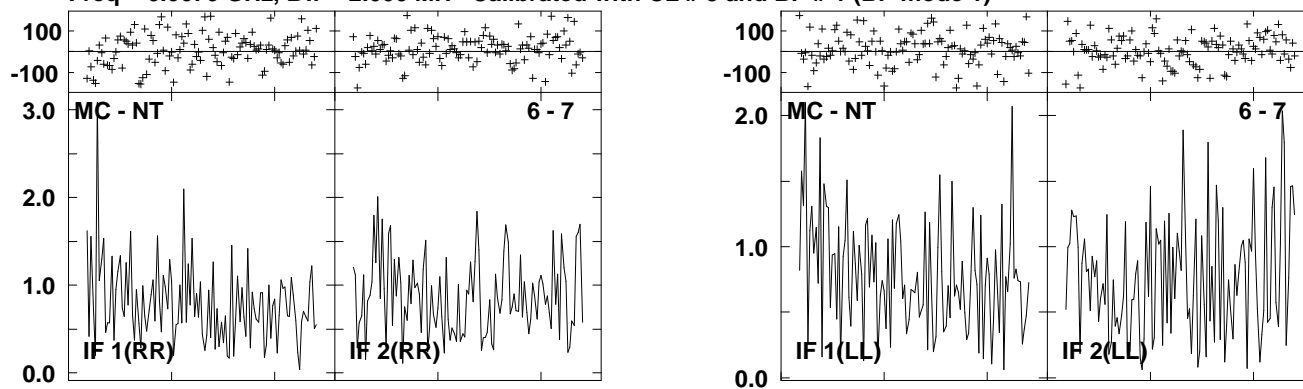 100
-100
3.0
2.0
1.0
0.0
MC - NT
6 - 7
IF 1(RR)
IF 2(RR)
100
-100
2.0
1.0
0.0
MC - NT
6 - 7
IF 1(LL)
IF 2(LL)